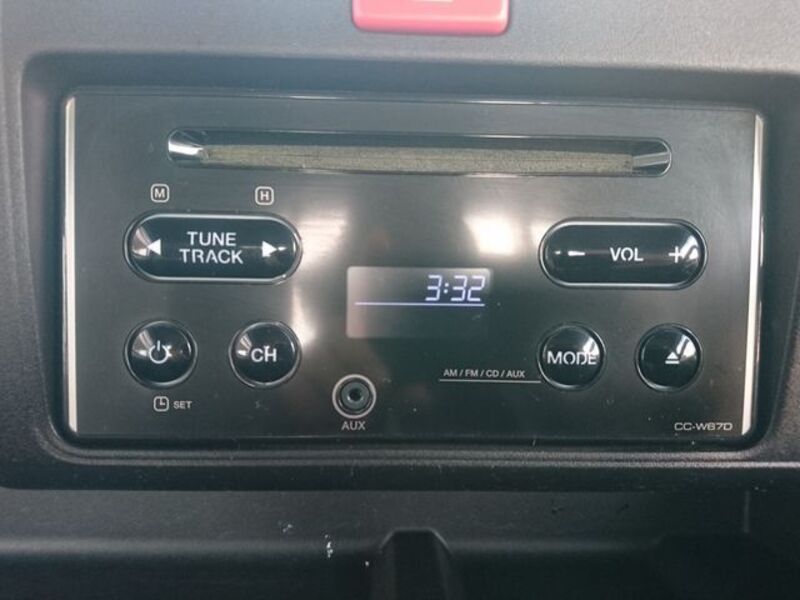 M H
TUNE
TRACK
- VOL +
3:32
CH
MODE
AM / FM / CD / AUX
SET
AUX
CC-W67D